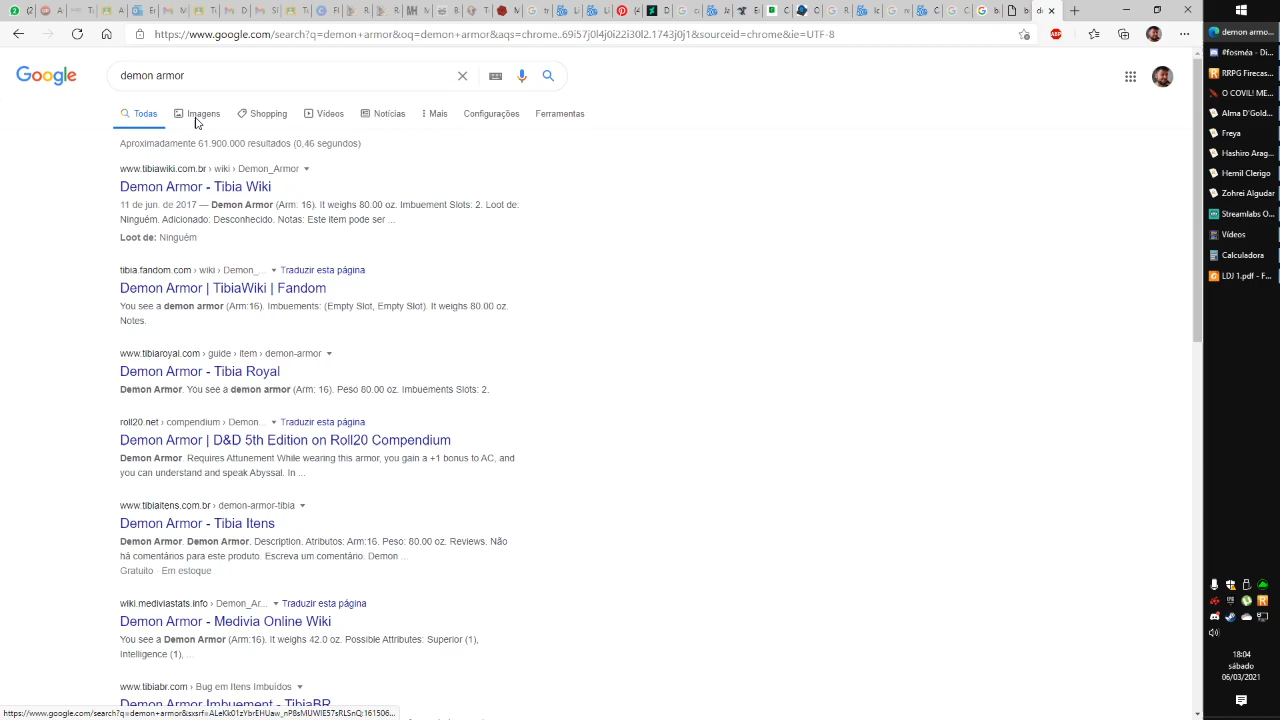 https://www.google.com/search?q=demon+armor&oq=demon+armor&aqs=chrome..69i57j0l4j0i22i30l2.1743j0j1&sourceid=chrome&ie=UTF-8
Google
demon armor
Todas
Imagens
Shopping
Vídeos
Notícias
Mais
Configurações
Ferramentas
Aproximadamente 61.900.000 resultados (0,46 segundos)
www.tibiawiki.com.br › wiki › Demon_Armor
Demon Armor - Tibia Wiki
11 de jun. de 2017 — Demon Armor (Arm: 16). It weighs 80.00 oz. Imbuement Slots: 2. Loot de:
Ninguém. Adicionado: Desconhecido. Notas: Este item pode ser ...
Loot de: Ninguém
tibia.fandom.com › wiki › Demon_... Traduzir esta página
Demon Armor | TibiaWiki | Fandom
You see a demon armor (Arm:16). Imbuements: (Empty Slot, Empty Slot). It weighs 80.00 oz.
Notes.
www.tibiaroyal.com › guide › item › demon-armor
Demon Armor - Tibia Royal
Demon Armor. You see a demon armor (Arm: 16). Peso 80.00 oz. Imbuements Slots: 2.
roll20.net › compendium › Demon... Traduzir esta página
Demon Armor | D&D 5th Edition on Roll20 Compendium
Demon Armor. Requires Attunement While wearing this armor, you gain a +1 bonus to AC, and
you can understand and speak Abyssal. In ...
www.tibiaitens.com.br › demon-armor-tibia
Demon Armor - Tibia Itens
Demon Armor. Demon Armor. Description. Atributos: Arm:16. Peso: 80.00 oz. Reviews. Não
há comentários para este produto. Escreva um comentário. Demon ...
Gratuito · Em estoque
wiki.mediviastats.info › Demon_Ar... Traduzir esta página
Demon Armor - Medivia Online Wiki
You see a Demon Armor (Arm:16). It weighs 42.0 oz. Possible Attributes: Superior (1),
Intelligence (1), ...
www.tibiabr.com › Bug em Itens Imbuídos
Demon Armor Imbuement - TibiaBR
demon armo...
#fosméa - Di...
RRPG Firecas...
O COVIL! ME...
Alma D'Gold...
Freya
Hashiro Arag...
Hemil Clerigo
Zohrei Algudar
Streamlabs O...
Vídeos
Calculadora
LDJ 1.pdf - F...
18:04
sábado
06/03/2021